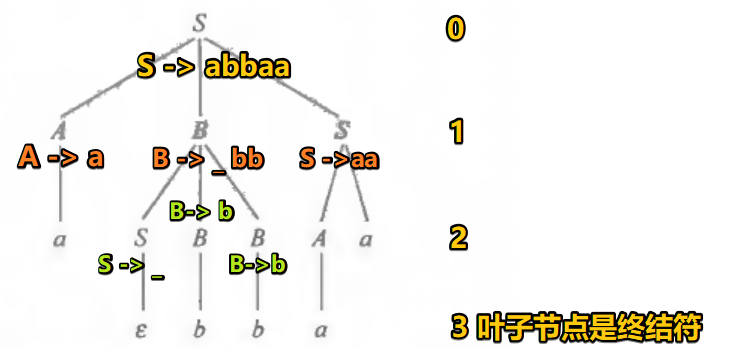 S
0
S -> abbaa
A B S
1
A -> a B -> _ bb S ->aa
B-> b
a S B B A a
2
S -> _ B->b
ε b b a
3 叶子节点是终结符